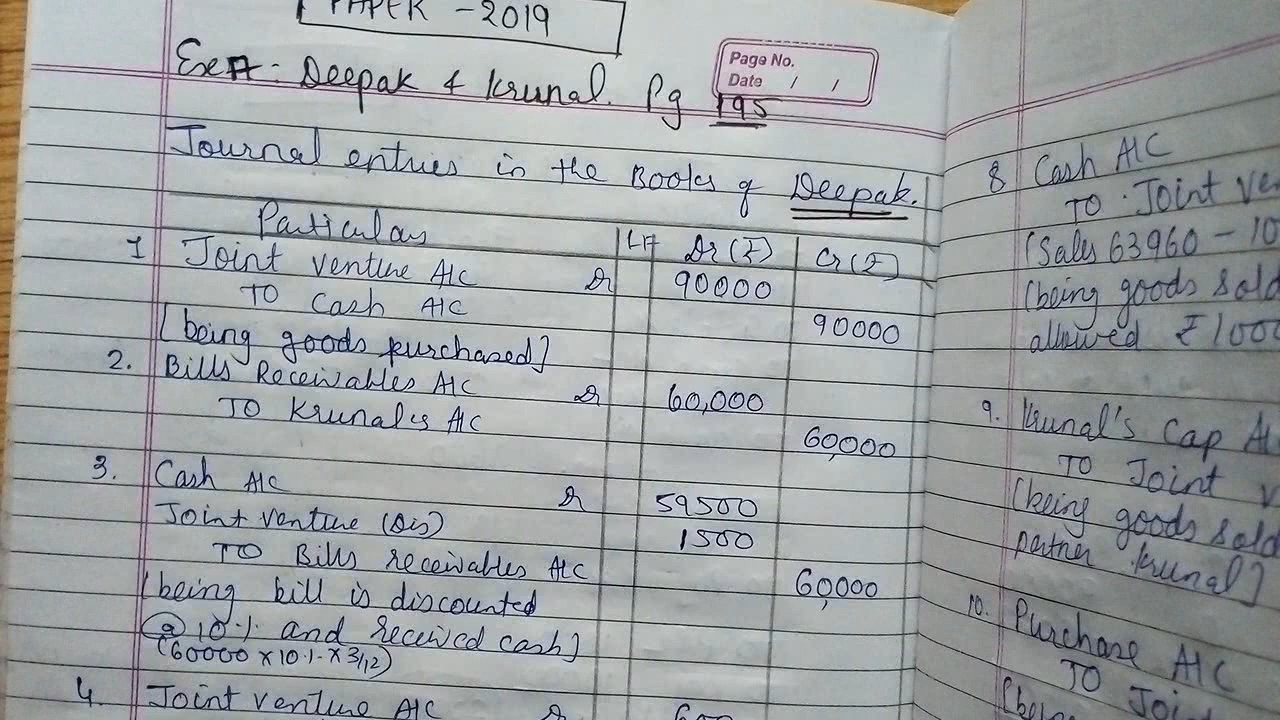 PAPER - 2019
Page No.
Date / /
Ex 7:- Deepak & Krunal. Pg 195
Journal entries in the Books of Deepak.
Particulars LF Dr (₹) Cr (₹)
1 Joint venture A/C Dr 90000
TO Cash A/C 90000
[being goods purchased]
2. Bills Receivables A/C Dr 60,000
TO Krunal's A/C 60,000
3. Cash A/C Dr 59500
Joint venture (Dis) 1500
TO Bills receivables A/C 60,000
[being bill is discounted
@ 10% and received cash]
(60000 x 10% x 3/12)
4. Joint venture A/C Dr
8 Cash A/C
TO Joint Ve
(Sales 63960 - 10
[being goods sold
allowed ₹ 1000
9. Krunal's Cap A
TO Joint v
[being goods sold
partner Krunal]
10. Purchase A/C
TO Joi
[bein